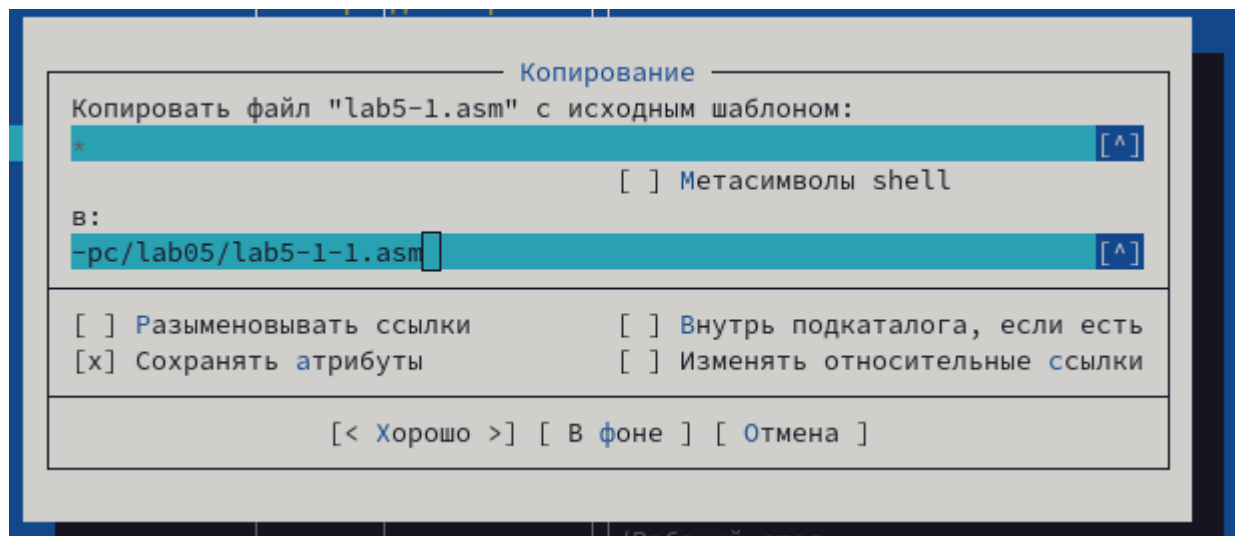 Копирование
Копировать файл "lab5-1.asm" с исходным шаблоном:
* [^]
[ ] Метасимволы shell
в:
-pc/lab05/lab5-1-1.asm [^]
[ ] Разыменовывать ссылки [ ] Внутрь подкаталога, если есть
[x] Сохранять атрибуты [ ] Изменять относительные ссылки
[< Хорошо >] [ В фоне ] [ Отмена ]